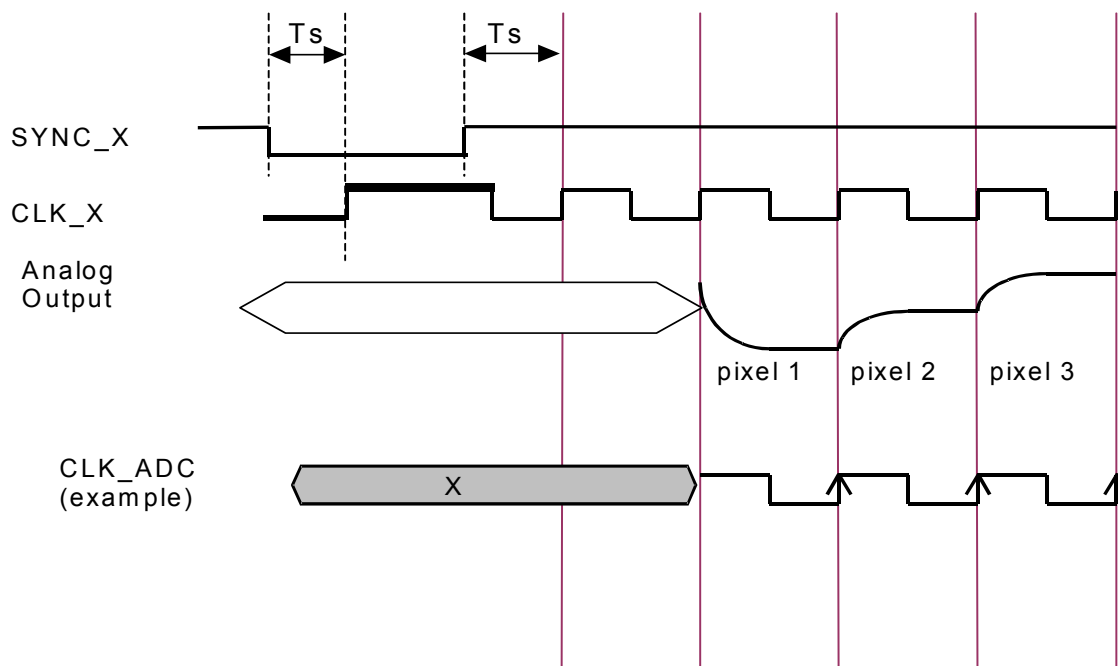 Ts
Ts
SYNC_X
CLK_X
Analog
Output
pixel 1
pixel 2
pixel 3
CLK_ADC
(example)
X